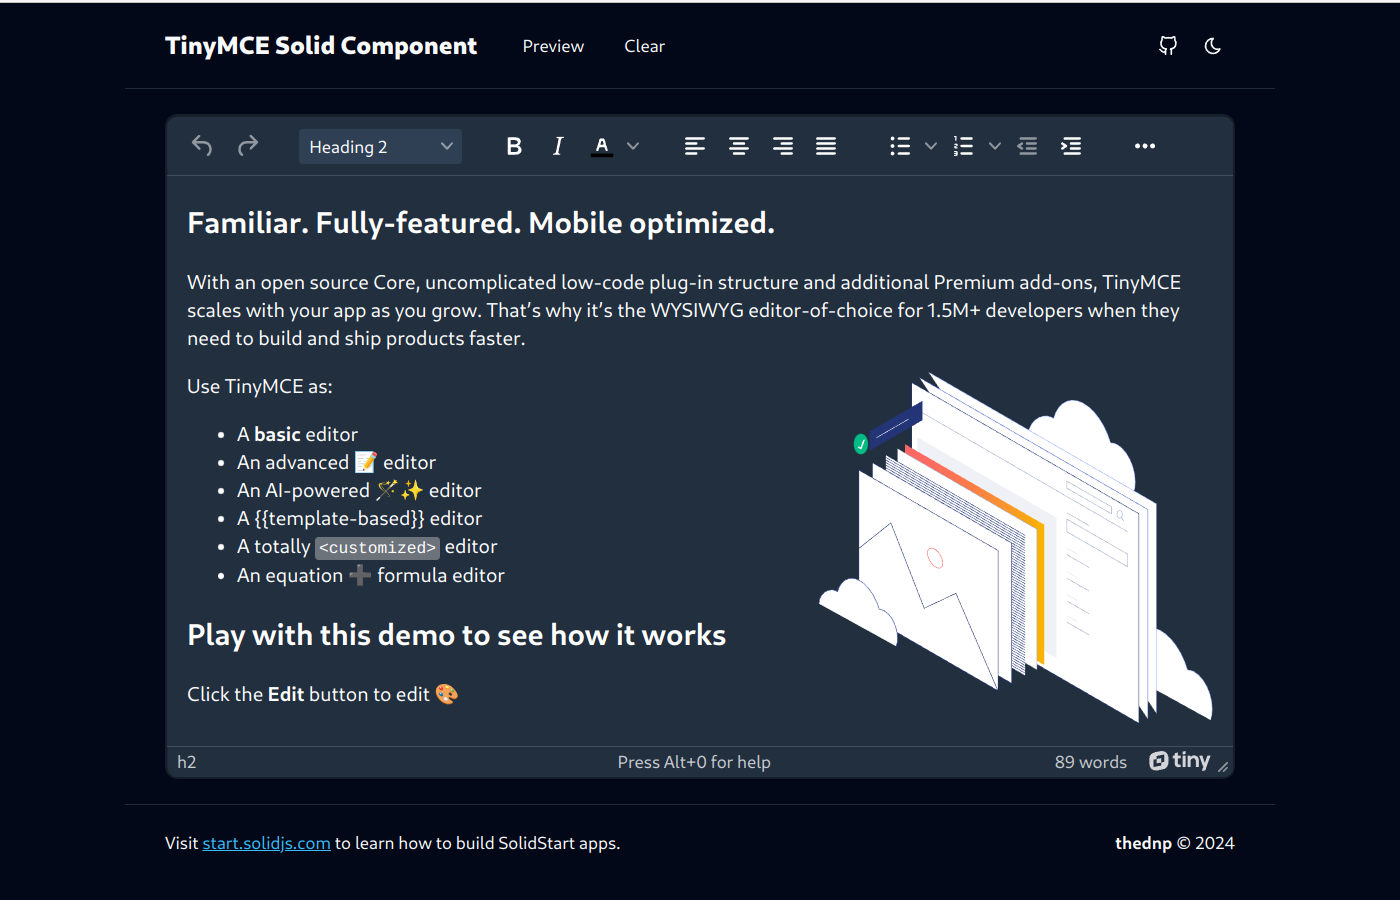 TinyMCE Solid Component Preview Clear
Heading 2 B I A
Familiar. Fully-featured. Mobile optimized.
With an open source Core, uncomplicated low-code plug-in structure and additional Premium add-ons, TinyMCE
scales with your app as you grow. That’s why it’s the WYSIWYG editor-of-choice for 1.5M+ developers when they
need to build and ship products faster.
Use TinyMCE as:
• A basic editor
• An advanced 📝 editor
• An AI-powered 🪄✨ editor
• A {{template-based}} editor
• A totally <customized> editor
• An equation ➕ formula editor
Play with this demo to see how it works
Click the Edit button to edit 🎨
h2 Press Alt+0 for help 89 words tiny
Visit start.solidjs.com to learn how to build SolidStart apps. thednp © 2024